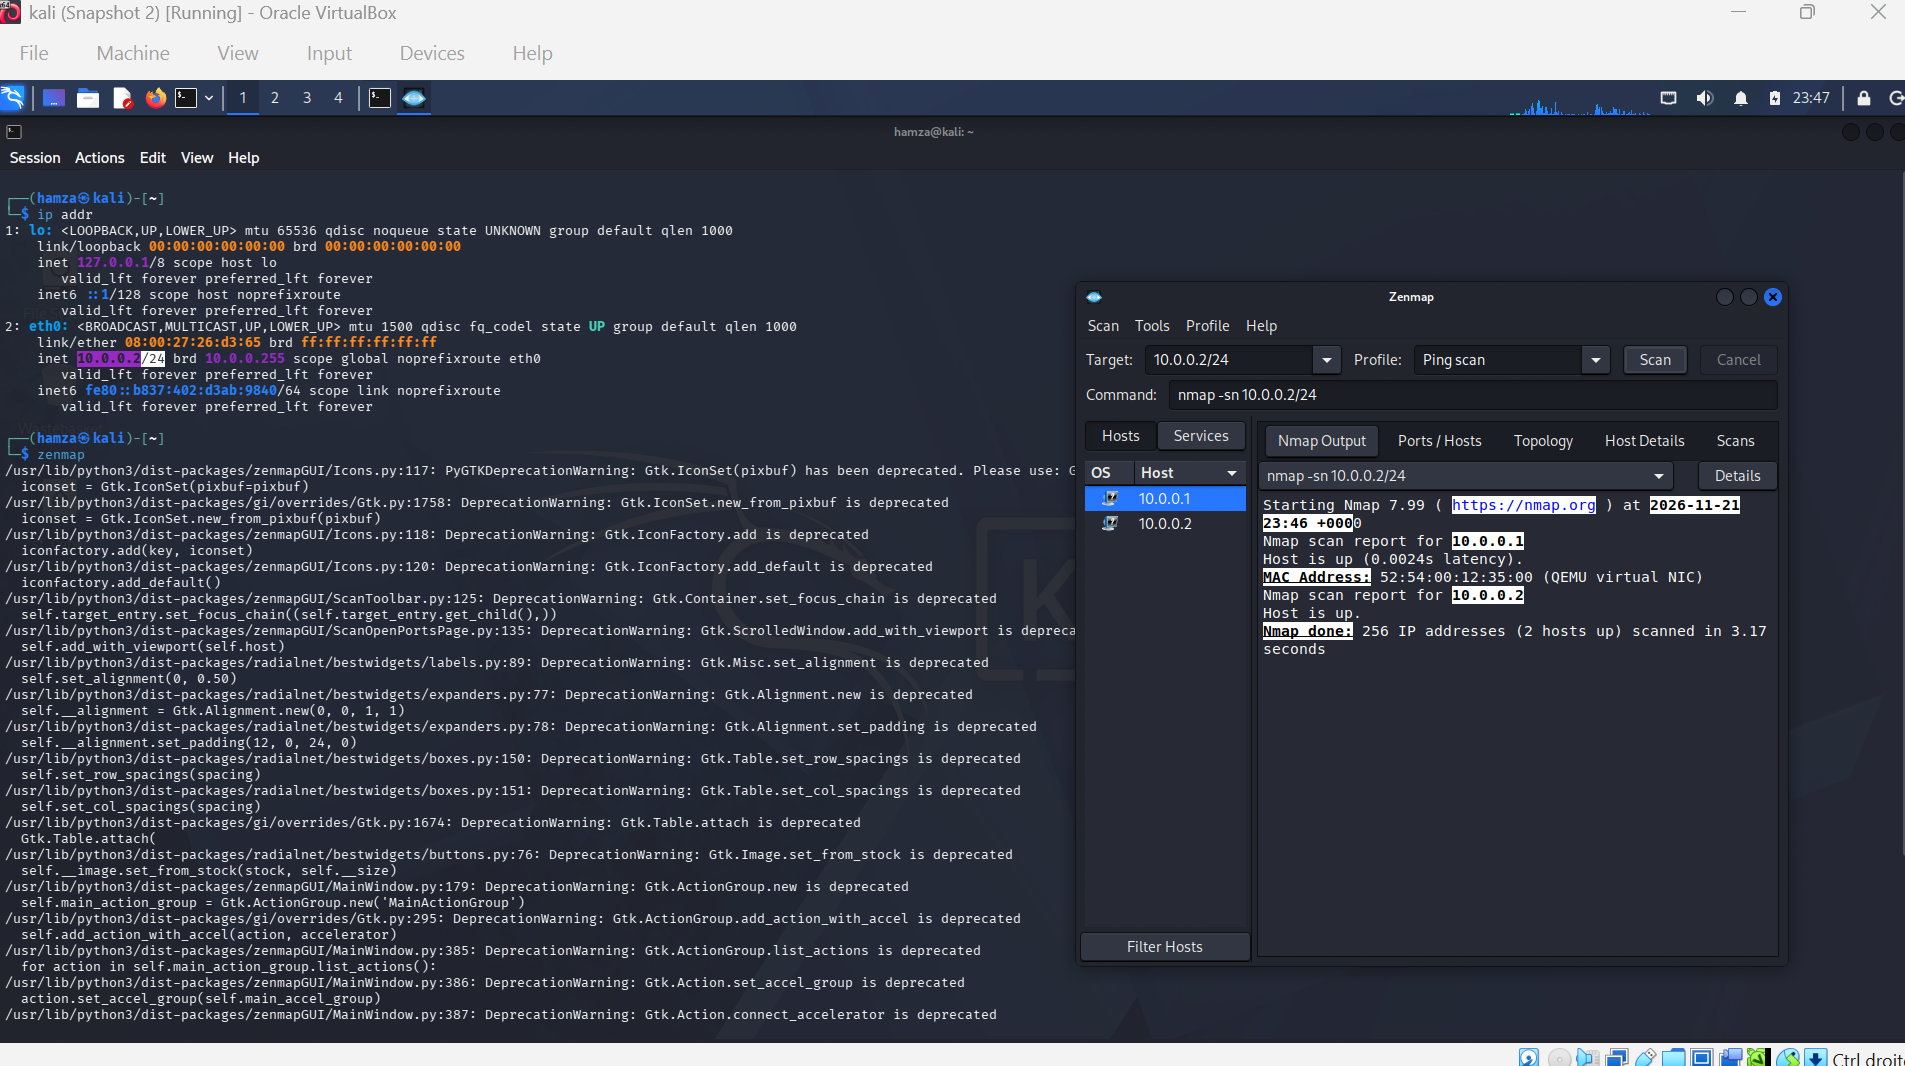 kali (Snapshot 2) [Running] - Oracle VirtualBox
File Machine View Input Devices Help
1 2 3 4 23:47
hamza@kali: ~
Session Actions Edit View Help
┌──(hamza㉿kali)-[~]
└─$ ip addr
1: lo: <LOOPBACK,UP,LOWER_UP> mtu 65536 qdisc noqueue state UNKNOWN group default qlen 1000
link/loopback 00:00:00:00:00:00 brd 00:00:00:00:00:00
inet 127.0.0.1/8 scope host lo
valid_lft forever preferred_lft forever
inet6 ::1/128 scope host noprefixroute
valid_lft forever preferred_lft forever
2: eth0: <BROADCAST,MULTICAST,UP,LOWER_UP> mtu 1500 qdisc fq_codel state UP group default qlen 1000
link/ether 08:00:27:26:d3:65 brd ff:ff:ff:ff:ff:ff
inet 10.0.0.2/24 brd 10.0.0.255 scope global noprefixroute eth0
valid_lft forever preferred_lft forever
inet6 fe80::b837:402:d3ab:9840/64 scope link noprefixroute
valid_lft forever preferred_lft forever
┌──(hamza㉿kali)-[~]
└─$ zenmap
/usr/lib/python3/dist-packages/zenmapGUI/Icons.py:117: PyGTKDeprecationWarning: Gtk.IconSet(pixbuf) has been deprecated. Please use: G
iconset = Gtk.IconSet(pixbuf=pixbuf)
/usr/lib/python3/dist-packages/gi/overrides/Gtk.py:1758: DeprecationWarning: Gtk.IconSet.new_from_pixbuf is deprecated
iconset = Gtk.IconSet.new_from_pixbuf(pixbuf)
/usr/lib/python3/dist-packages/zenmapGUI/Icons.py:118: DeprecationWarning: Gtk.IconFactory.add is deprecated
iconfactory.add(key, iconset)
/usr/lib/python3/dist-packages/zenmapGUI/Icons.py:120: DeprecationWarning: Gtk.IconFactory.add_default is deprecated
iconfactory.add_default()
/usr/lib/python3/dist-packages/zenmapGUI/ScanToolbar.py:125: DeprecationWarning: Gtk.Container.set_focus_chain is deprecated
self.target_entry.set_focus_chain((self.target_entry.get_child(),))
/usr/lib/python3/dist-packages/zenmapGUI/ScanOpenPortsPage.py:135: DeprecationWarning: Gtk.ScrolledWindow.add_with_viewport is depreca
self.add_with_viewport(self.host)
/usr/lib/python3/dist-packages/radialnet/bestwidgets/labels.py:89: DeprecationWarning: Gtk.Misc.set_alignment is deprecated
self.set_alignment(0, 0.50)
/usr/lib/python3/dist-packages/radialnet/bestwidgets/expanders.py:77: DeprecationWarning: Gtk.Alignment.new is deprecated
self.__alignment = Gtk.Alignment.new(0, 0, 1, 1)
/usr/lib/python3/dist-packages/radialnet/bestwidgets/expanders.py:78: DeprecationWarning: Gtk.Alignment.set_padding is deprecated
self.__alignment.set_padding(12, 0, 24, 0)
/usr/lib/python3/dist-packages/radialnet/bestwidgets/boxes.py:150: DeprecationWarning: Gtk.Table.set_row_spacings is deprecated
self.set_row_spacings(spacing)
/usr/lib/python3/dist-packages/radialnet/bestwidgets/boxes.py:151: DeprecationWarning: Gtk.Table.set_col_spacings is deprecated
self.set_col_spacings(spacing)
/usr/lib/python3/dist-packages/gi/overrides/Gtk.py:1674: DeprecationWarning: Gtk.Table.attach is deprecated
Gtk.Table.attach(
/usr/lib/python3/dist-packages/radialnet/bestwidgets/buttons.py:76: DeprecationWarning: Gtk.Image.set_from_stock is deprecated
self.__image.set_from_stock(stock, self.__size)
/usr/lib/python3/dist-packages/zenmapGUI/MainWindow.py:179: DeprecationWarning: Gtk.ActionGroup.new is deprecated
self.main_action_group = Gtk.ActionGroup.new('MainActionGroup')
/usr/lib/python3/dist-packages/gi/overrides/Gtk.py:295: DeprecationWarning: Gtk.ActionGroup.add_action_with_accel is deprecated
self.add_action_with_accel(action, accelerator)
/usr/lib/python3/dist-packages/zenmapGUI/MainWindow.py:385: DeprecationWarning: Gtk.ActionGroup.list_actions is deprecated
for action in self.main_action_group.list_actions():
/usr/lib/python3/dist-packages/zenmapGUI/MainWindow.py:386: DeprecationWarning: Gtk.Action.set_accel_group is deprecated
action.set_accel_group(self.main_accel_group)
/usr/lib/python3/dist-packages/zenmapGUI/MainWindow.py:387: DeprecationWarning: Gtk.Action.connect_accelerator is deprecated
Zenmap
Scan Tools Profile Help
Target: 10.0.0.2/24 Profile: Ping scan Scan Cancel
Command: nmap -sn 10.0.0.2/24
Hosts Services
OS Host
10.0.0.1
10.0.0.2
Filter Hosts
Nmap Output Ports / Hosts Topology Host Details Scans
nmap -sn 10.0.0.2/24 Details
Starting Nmap 7.99 ( https://nmap.org ) at 2026-11-21
23:46 +0000
Nmap scan report for 10.0.0.1
Host is up (0.0024s latency).
MAC Address: 52:54:00:12:35:00 (QEMU virtual NIC)
Nmap scan report for 10.0.0.2
Host is up.
Nmap done: 256 IP addresses (2 hosts up) scanned in 3.17
seconds
Ctrl droite